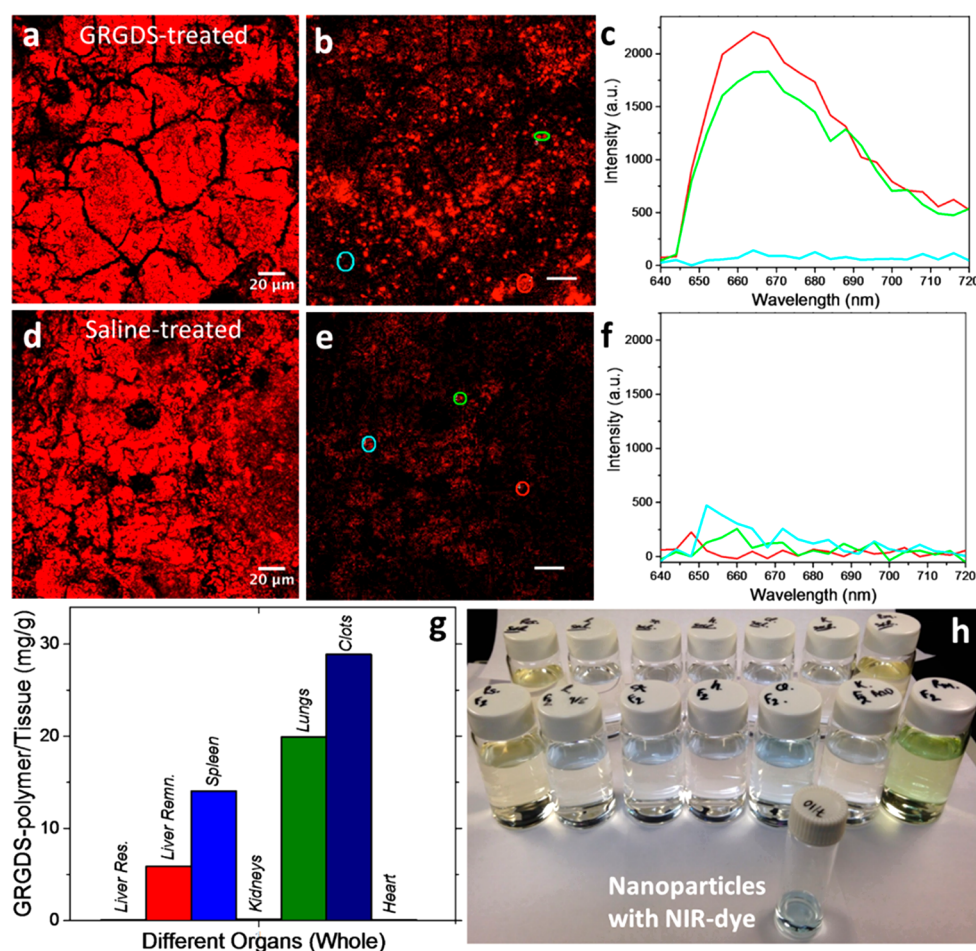 a GRGDS-treated
20 µm
b
c
Intensity (a.u.)
2000
1500
1000
500
0
640 650 660 670 680 690 700 710 720
Wavelength (nm)
d Saline-treated
20 µm
e
f
Intensity (a.u.)
2000
1500
1000
500
0
640 650 660 670 680 690 700 710 720
Wavelength (nm)
g
GRGDS-polymer/Tissue (mg/g)
30
20
10
0
Liver Res.
Liver Remn.
Spleen
Kidneys
Lungs
Clots
Heart
Different Organs (Whole)
h
Nanoparticles
with NIR-dye